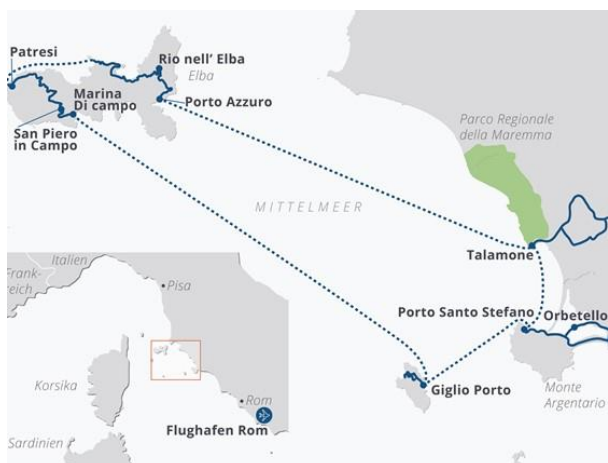 Patresi
Rio nell' Elba
Elba
Marina
Di campo
Porto Azzuro
San Piero
in Campo
Parco Regionale
della Maremma
MITTELMEER
Talamone
Italien
Frank-
reich
Pisa
Porto Santo Stefano
Orbetello
Korsika
Giglio Porto
Monte
Argentario
Rom
Flughafen Rom
Sardinien